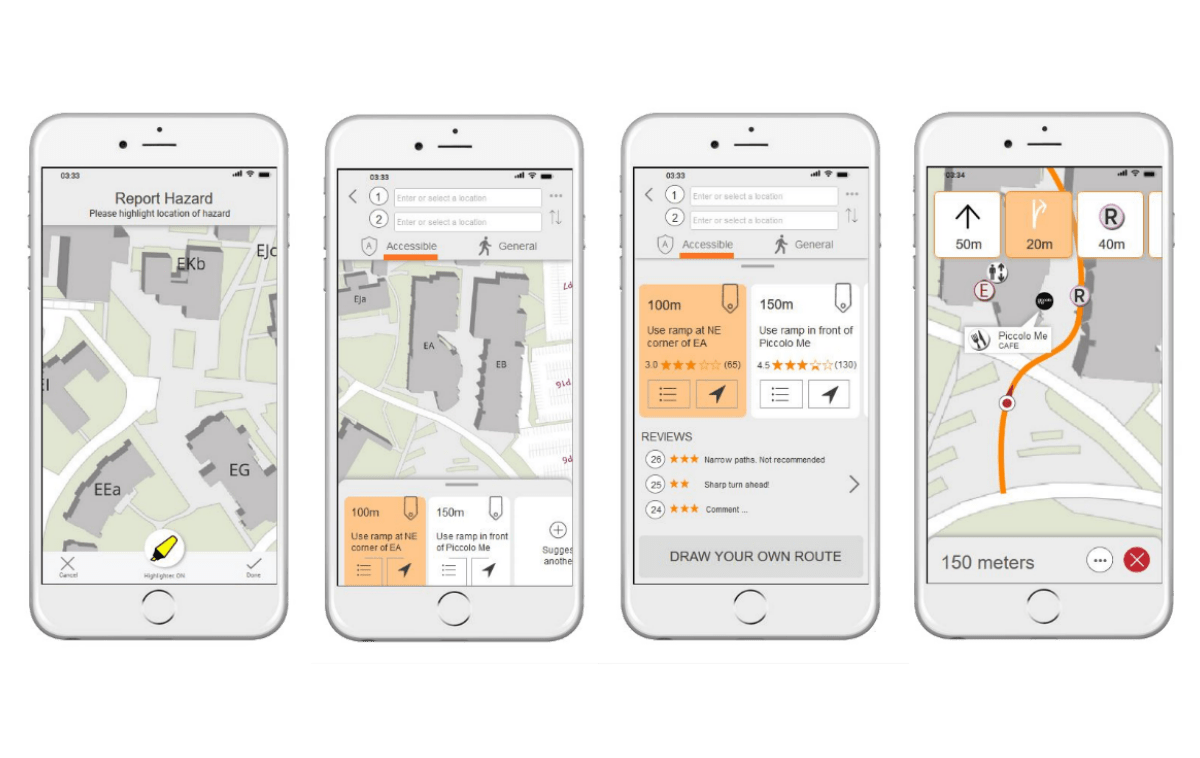 03:33
Report Hazard
Please highlight location of hazard
EKb
EJc
EEa
EG
Cancel
Highlighter ON
Done
03:33
1
Enter or select a location
2
Enter or select a location
A
Accessible
General
Eja
EA
EB
100m
Use ramp at NE
corner of EA
150m
Use ramp in front
of Piccolo Me
Sugges
anothe
03:33
1
Enter or select a location
2
Enter or select a location
A
Accessible
General
100m
Use ramp at NE
corner of EA
3.0
(65)
150m
Use ramp in front of
Piccolo Me
4.5
(130)
REVIEWS
26
Narrow paths. Not recommended
25
Sharp turn ahead!
24
Comment ...
DRAW YOUR OWN ROUTE
03:34
50m
20m
R
40m
E
R
Piccolo Me
CAFE
150 meters